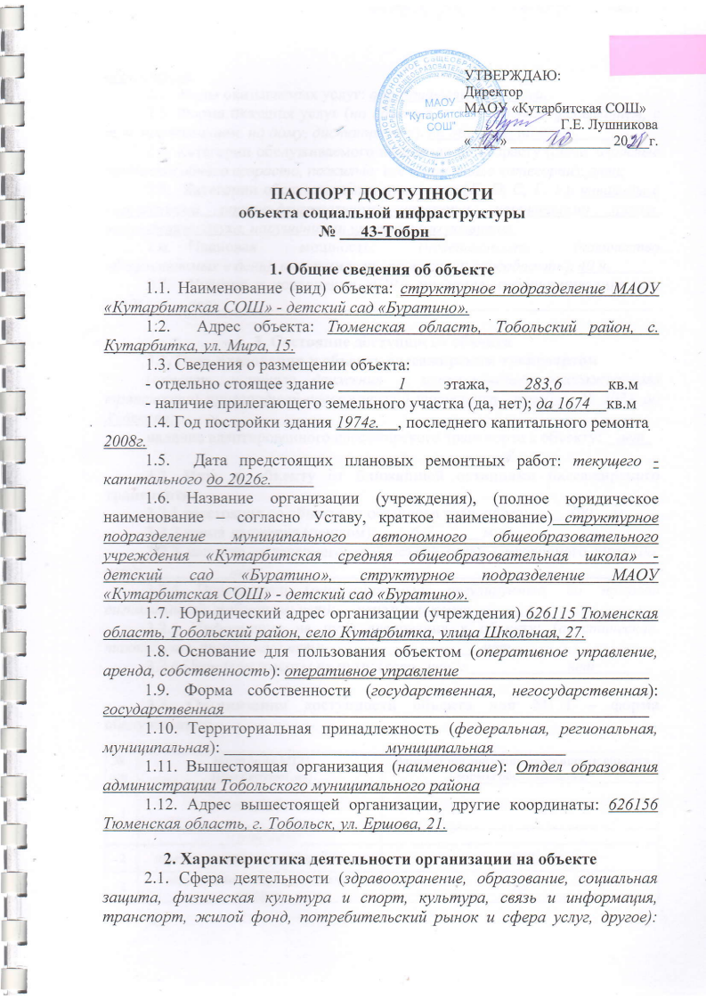 УТВЕРЖДАЮ:
Директор
МАОУ «Кутарбитская СОШ»
Г.Е. Лушникова
«12» 10 20 г.
МАОУ
"Кутарбитская
СОШ"
ПАСПОРТ ДОСТУПНОСТИ
объекта социальной инфраструктуры
№ 43-Тобрн
1. Общие сведения об объекте
1.1. Наименование (вид) объекта: структурное подразделение МАОУ
«Кутарбитская СОШ» - детский сад «Буратино».
1:2. Адрес объекта: Тюменская область, Тобольский район, с.
Кутарбитка, ул. Мира, 15.
1.3. Сведения о размещении объекта:
- отдельно стоящее здание ____1____ этажа, ____283,6____кв.м
- наличие прилегающего земельного участка (да, нет); да 1674__кв.м
1.4. Год постройки здания 1974г.__, последнего капитального ремонта
2008г.
1.5. Дата предстоящих плановых ремонтных работ: текущего -
капитального до 2026г.
1.6. Название организации (учреждения), (полное юридическое
наименование – согласно Уставу, краткое наименование) структурное
подразделение муниципального автономного общеобразовательного
учреждения «Кутарбитская средняя общеобразовательная школа» -
детский сад «Буратино», структурное подразделение МАОУ
«Кутарбитская СОШ» - детский сад «Буратино».
1.7. Юридический адрес организации (учреждения) 626115 Тюменская
область, Тобольский район, село Кутарбитка, улица Школьная, 27.
1.8. Основание для пользования объектом (оперативное управление,
аренда, собственность): оперативное управление
1.9. Форма собственности (государственная, негосударственная):
государственная
1.10. Территориальная принадлежность (федеральная, региональная,
муниципальная): муниципальная
1.11. Вышестоящая организация (наименование): Отдел образования
администрации Тобольского муниципального района
1.12. Адрес вышестоящей организации, другие координаты: 626156
Тюменская область, г. Тобольск, ул. Ершова, 21.
2. Характеристика деятельности организации на объекте
2.1. Сфера деятельности (здравоохранение, образование, социальная
защита, физическая культура и спорт, культура, связь и информация,
транспорт, жилой фонд, потребительский рынок и сфера услуг, другое):